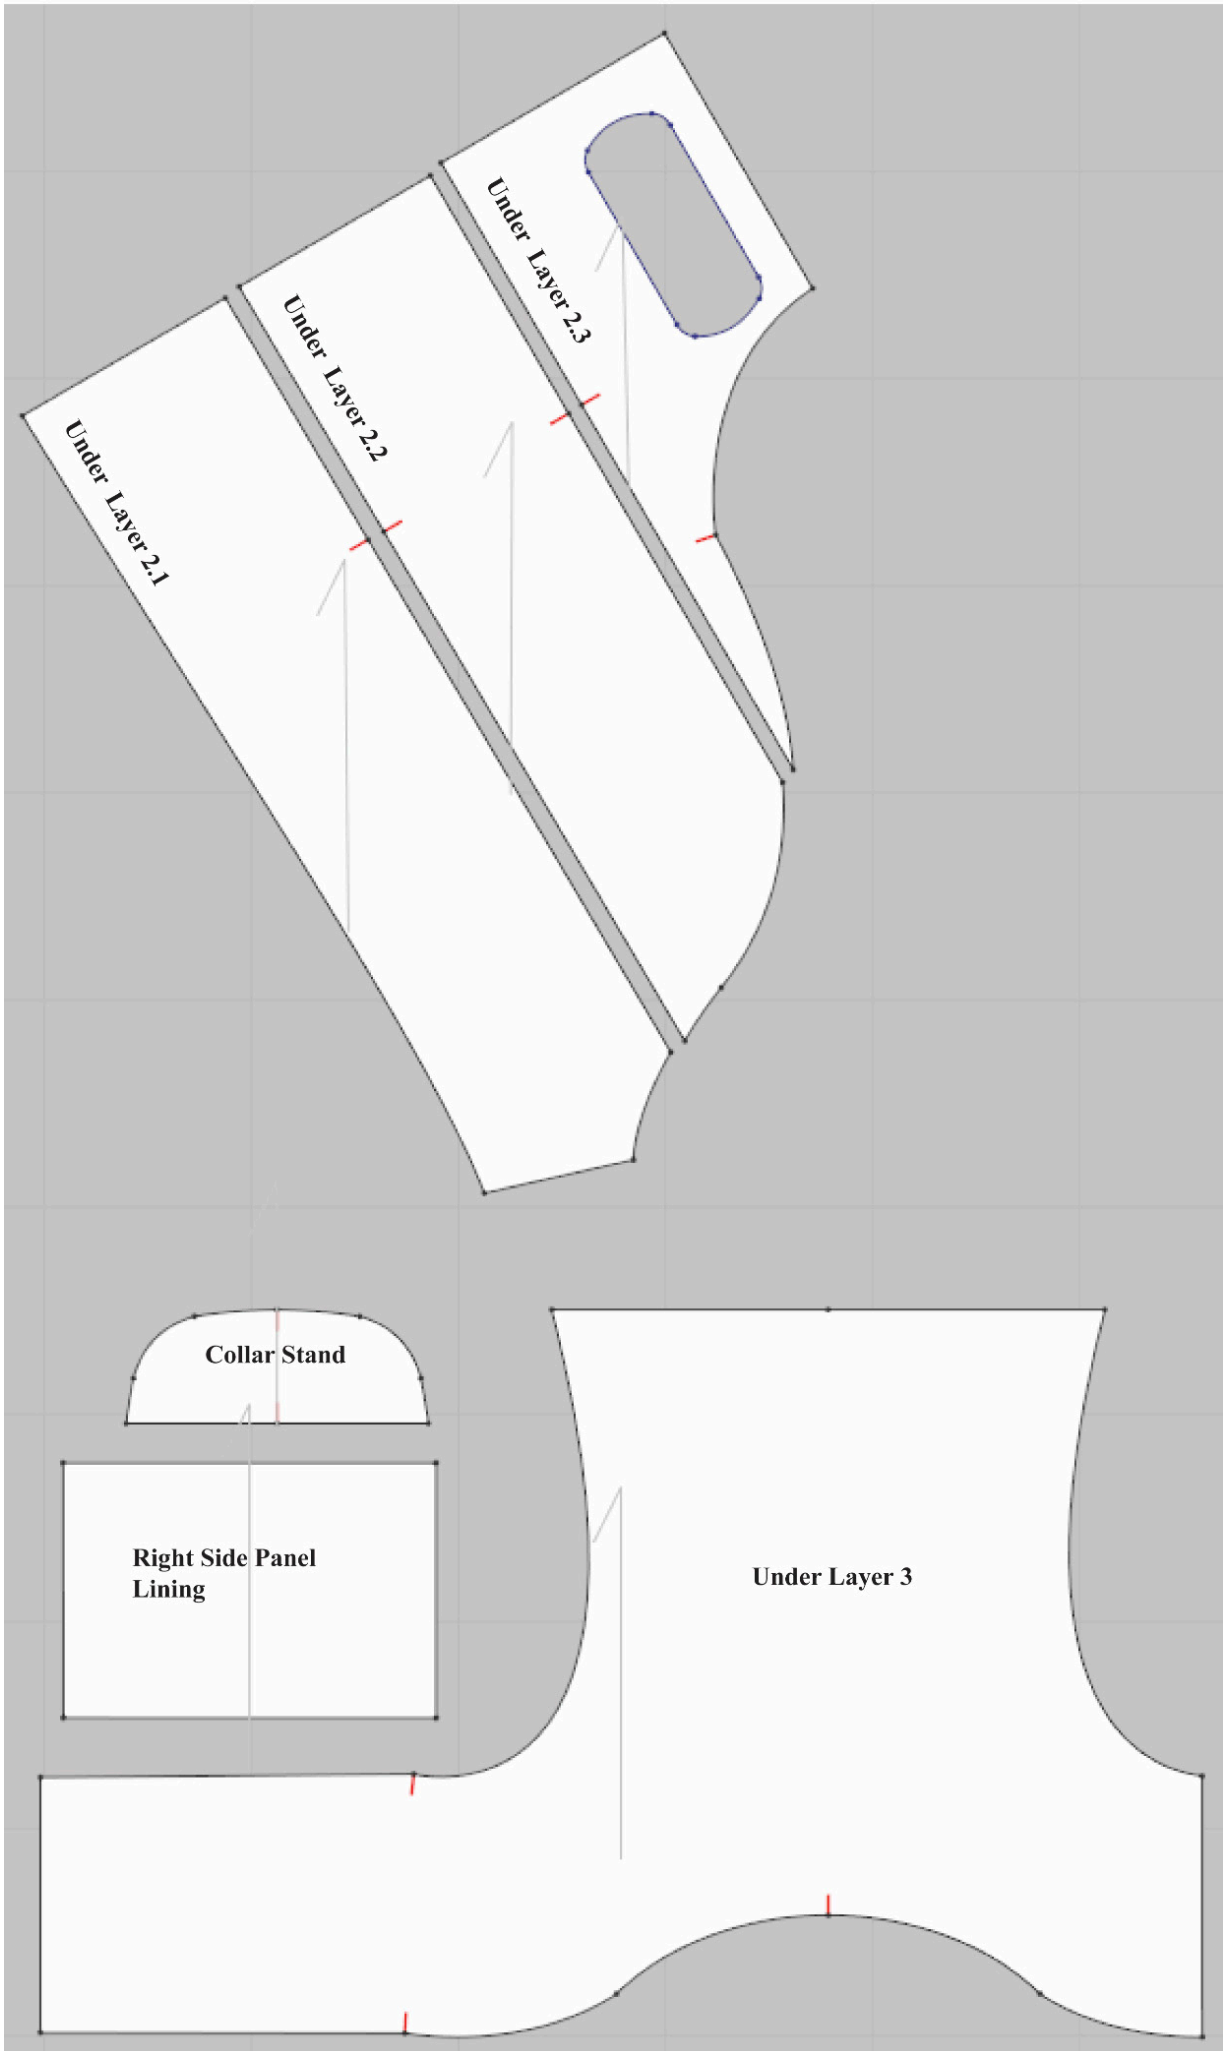 Under Layer 2.3
Under Layer 2.2
Under Layer 2.1
Collar Stand
Right Side Panel
Lining
Under Layer 3